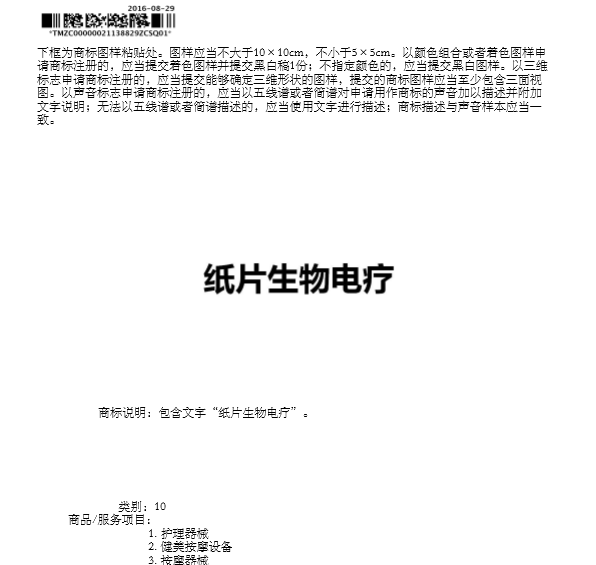 2016-08-29
*TMZC00000021138829ZCSQ01*
下框为商标图样粘贴处。图样应当不大于10×10cm，不小于5×5cm。以颜色组合或者着色图样申
请商标注册的，应当提交着色图样并提交黑白稿1份；不指定颜色的，应当提交黑白图样。以三维
标志申请商标注册的，应当提交能够确定三维形状的图样，提交的商标图样应当至少包含三面视
图。以声音标志申请商标注册的，应当以五线谱或者简谱对申请用作商标的声音加以描述并附加
文字说明；无法以五线谱或者简谱描述的，应当使用文字进行描述；商标描述与声音样本应当一
致。
纸片生物电疗
商标说明：包含文字“纸片生物电疗”。
类别：10
商品/服务项目：
1. 护理器械
2. 健美按摩设备
3. 按摩器械